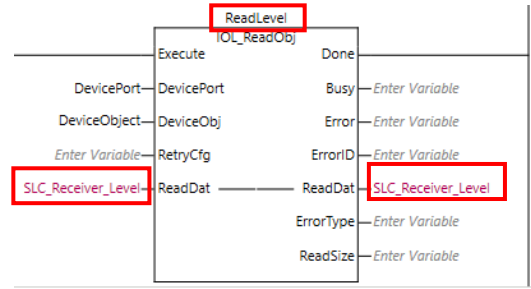 ReadLevel
IOL_ReadObj
Execute Done
DevicePort DevicePort Busy Enter Variable
DeviceObject DeviceObj Error Enter Variable
Enter Variable RetryCfg ErrorID Enter Variable
SLC_Receiver_Level ReadDat ReadDat SLC_Receiver_Level
ErrorType Enter Variable
ReadSize Enter Variable